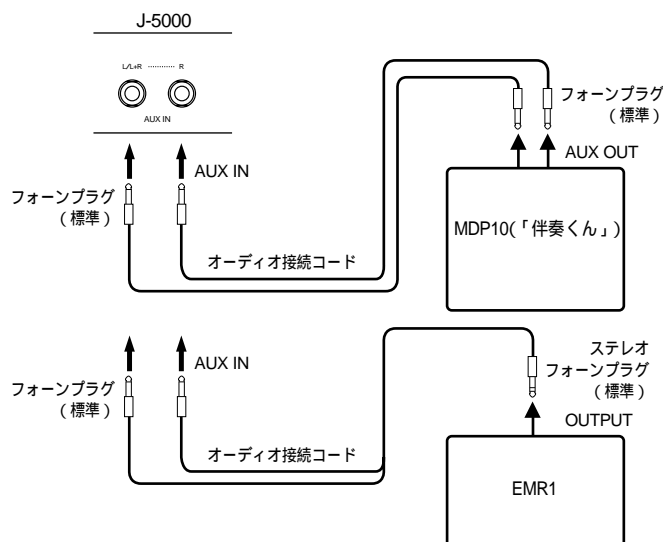 J-5000
L/L+R ············ R
AUX IN
フォーンプラグ
（標準）
AUX OUT
AUX IN
フォーンプラグ
（標準）
MDP10(「伴奏くん」)
オーディオ接続コード
AUX IN
ステレオ
フォーンプラグ
（標準）
フォーンプラグ
（標準）
OUTPUT
オーディオ接続コード
EMR1